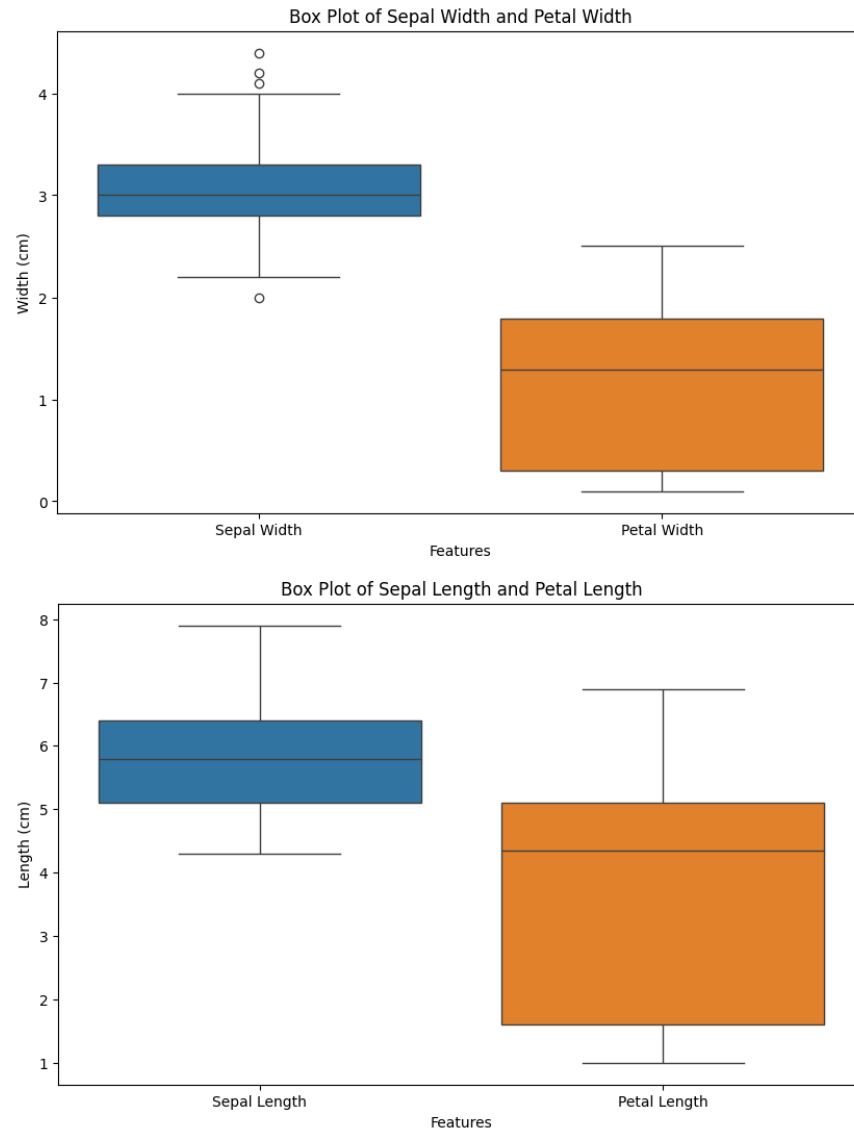 Box Plot of Sepal Width and Petal Width
Width (cm)
4
3
2
1
0
Sepal Width
Petal Width
Features
Box Plot of Sepal Length and Petal Length
Length (cm)
8
7
6
5
4
3
2
1
Sepal Length
Petal Length
Features